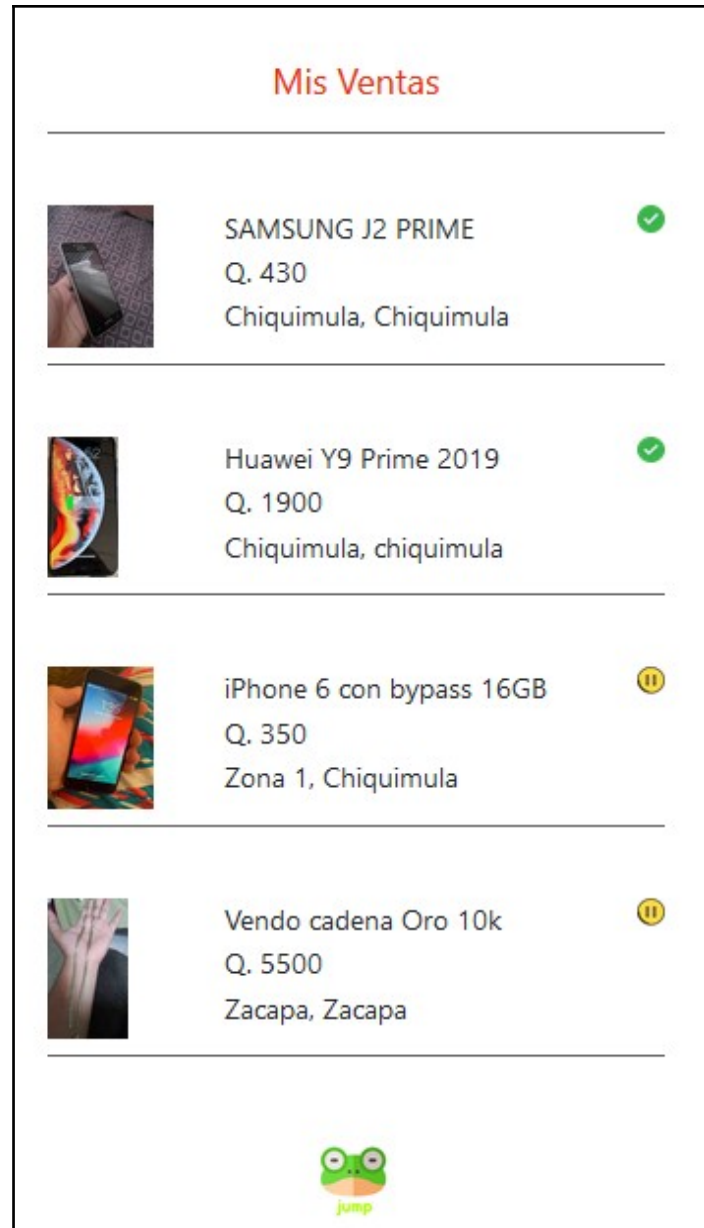 Mis Ventas
SAMSUNG J2 PRIME
Q. 430
Chiquimula, Chiquimula
Huawei Y9 Prime 2019
Q. 1900
Chiquimula, chiquimula
iPhone 6 con bypass 16GB
Q. 350
Zona 1, Chiquimula
Vendo cadena Oro 10k
Q. 5500
Zacapa, Zacapa
jump